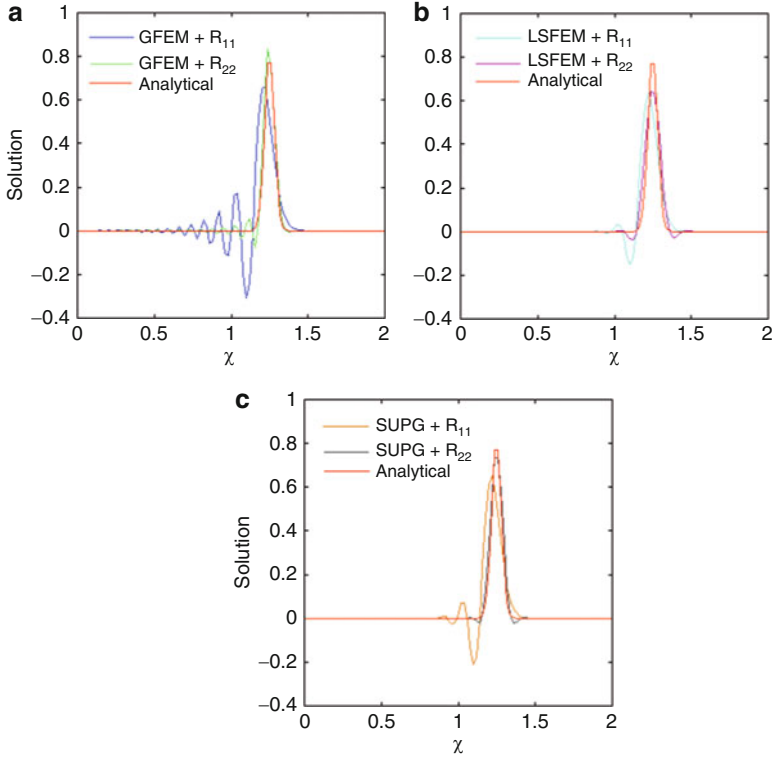 a
1
0.8
0.6
0.4
0.2
0
−0.2
−0.4
Solution
GFEM + R11
GFEM + R22
Analytical
0 0.5 1 1.5 2
χ
b
1
0.8
0.6
0.4
0.2
0
−0.2
−0.4
LSFEM + R11
LSFEM + R22
Analytical
0 0.5 1 1.5 2
χ
c
1
0.8
0.6
0.4
0.2
0
−0.2
−0.4
Solution
SUPG + R11
SUPG + R22
Analytical
0 0.5 1 1.5 2
χ